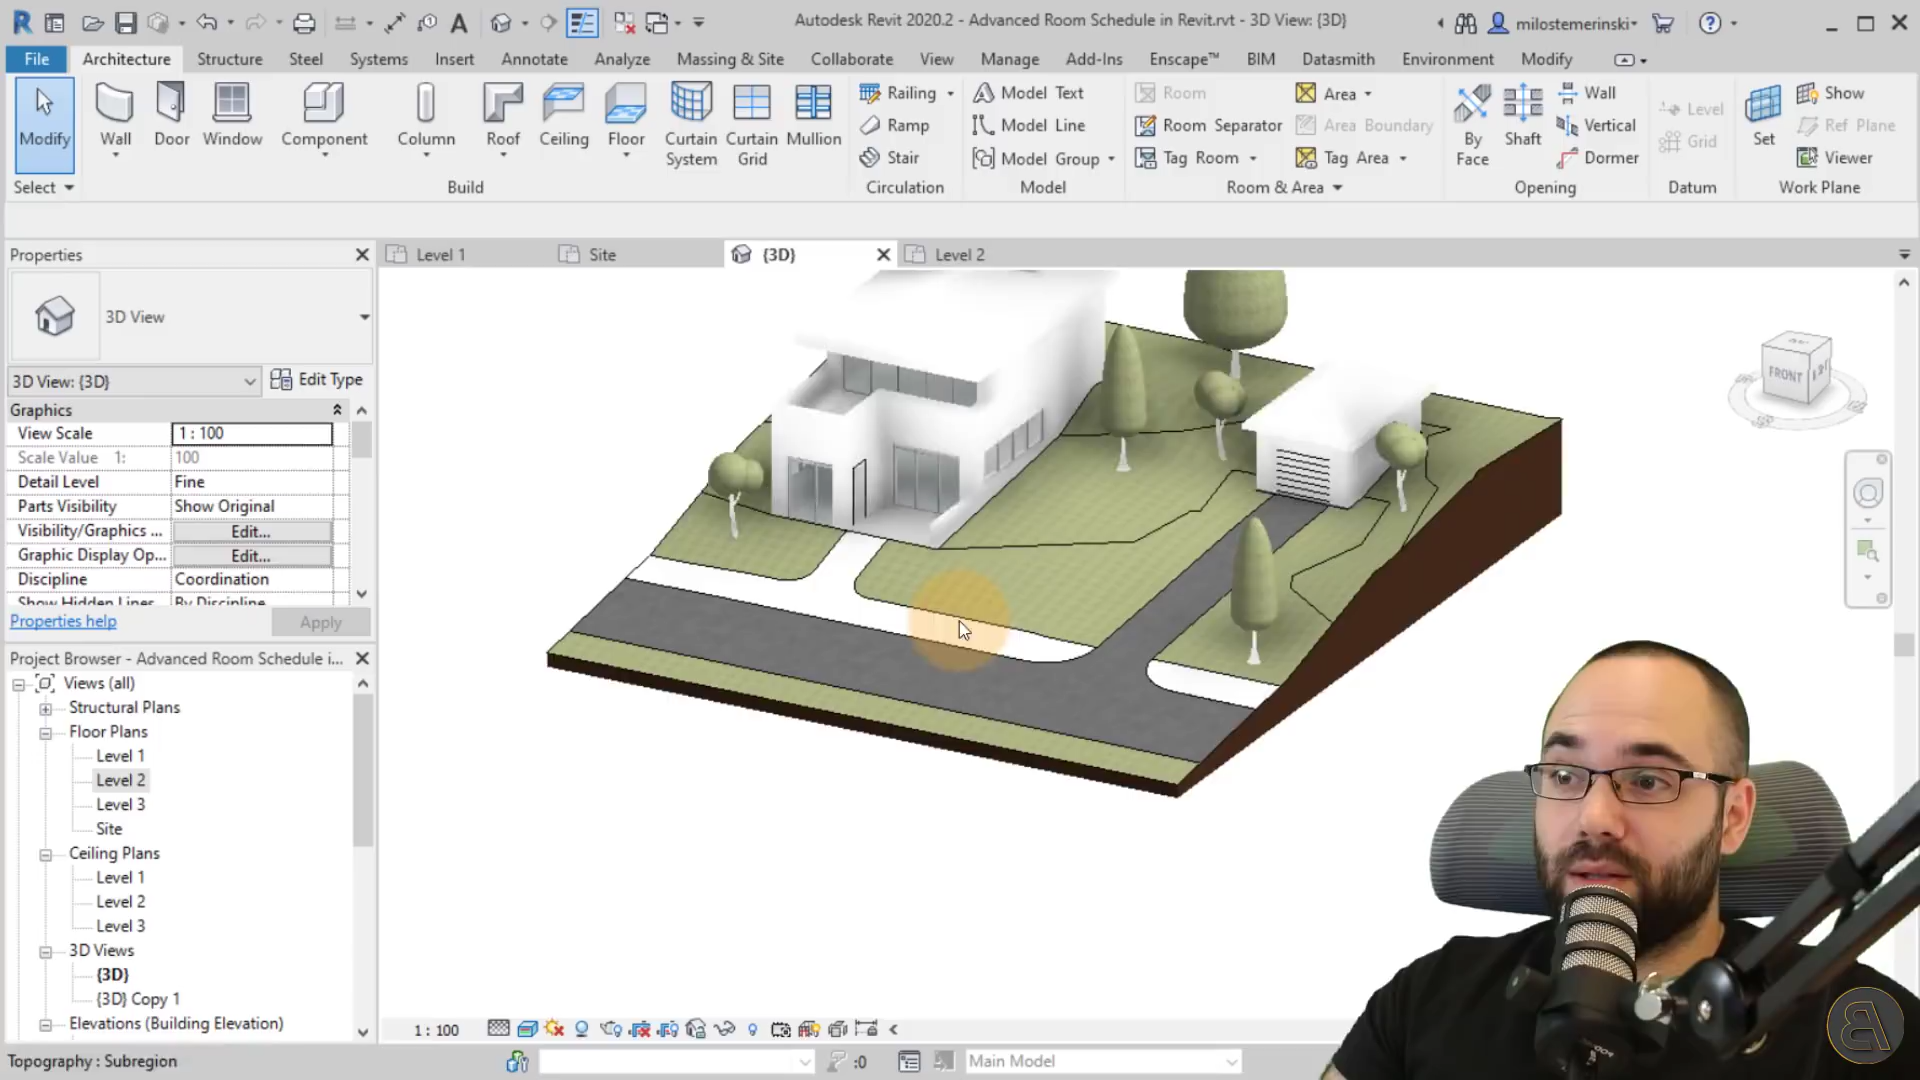 Autodesk Revit 2020.2 - Advanced Room Schedule in Revit.rvt - 3D View: {3D}
milostemerinski
File
Architecture
Structure
Steel
Systems
Insert
Annotate
Analyze
Massing & Site
Collaborate
View
Manage
Add-Ins
Enscape™
BIM
Datasmith
Environment
Modify
Modify
Wall
Door
Window
Component
Column
Roof
Ceiling
Floor
Curtain System
Curtain Grid
Mullion
Railing
Ramp
Stair
Model Text
Model Line
Model Group
Room
Room Separator
Tag Room
Area
Area Boundary
Tag Area
By Face
Shaft
Wall
Vertical
Dormer
Level
Grid
Set
Show
Ref Plane
Viewer
Select
Build
Circulation
Model
Room & Area
Opening
Datum
Work Plane
Properties
Level 1
Site
{3D}
Level 2
3D View
3D View: {3D}
Edit Type
Graphics
View Scale 1 : 100
Scale Value 1: 100
Detail Level Fine
Parts Visibility Show Original
Visibility/Graphics ... Edit...
Graphic Display Op... Edit...
Discipline Coordination
Show Hidden Lines By Discipline
Properties help
Apply
FRONT
Project Browser - Advanced Room Schedule i...
Views (all)
Structural Plans
Floor Plans
Level 1
Level 2
Level 3
Site
Ceiling Plans
Level 1
Level 2
Level 3
3D Views
{3D}
{3D} Copy 1
Elevations (Building Elevation)
1 : 100
Topography : Subregion
:0
Main Model